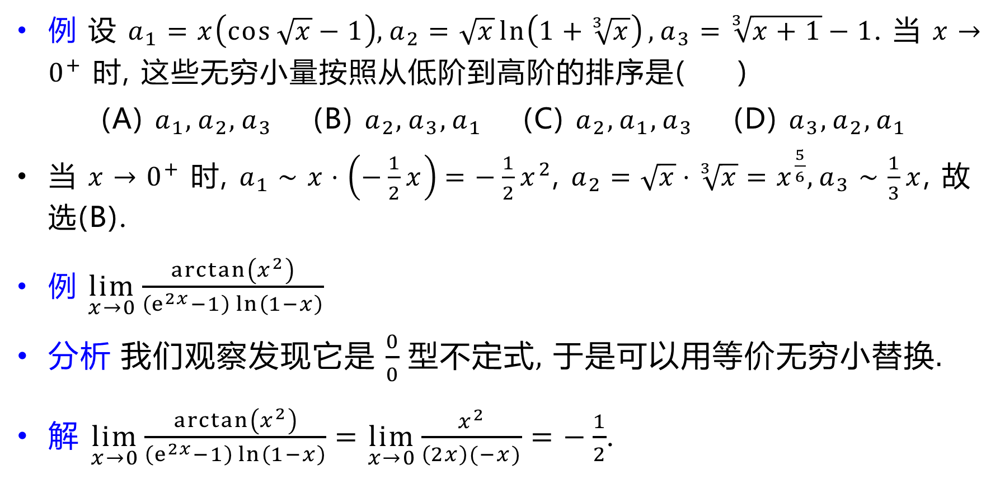 • 例 设 $a_1 = x(\cos\sqrt{x} - 1), a_2 = \sqrt{x}\ln(1 + \sqrt[3]{x}), a_3 = \sqrt[3]{x+1} - 1$. 当 $x \to$
$0^+$ 时, 这些无穷小量按照从低阶到高阶的排序是( )
(A) $a_1, a_2, a_3$ (B) $a_2, a_3, a_1$ (C) $a_2, a_1, a_3$ (D) $a_3, a_2, a_1$
• 当 $x \to 0^+$ 时, $a_1 \sim x \cdot \left(-\frac{1}{2}x\right) = -\frac{1}{2}x^2$, $a_2 = \sqrt{x} \cdot \sqrt[3]{x} = x^{\frac{5}{6}}, a_3 \sim \frac{1}{3}x$, 故
选(B).
• 例 $\lim\limits_{x \to 0} \frac{\arctan(x^2)}{(\mathrm{e}^{2x}-1)\ln(1-x)}$
• 分析 我们观察发现它是 $\frac{0}{0}$ 型不定式, 于是可以用等价无穷小替换.
• 解 $\lim\limits_{x \to 0} \frac{\arctan(x^2)}{(\mathrm{e}^{2x}-1)\ln(1-x)} = \lim\limits_{x \to 0} \frac{x^2}{(2x)(-x)} = -\frac{1}{2}$.